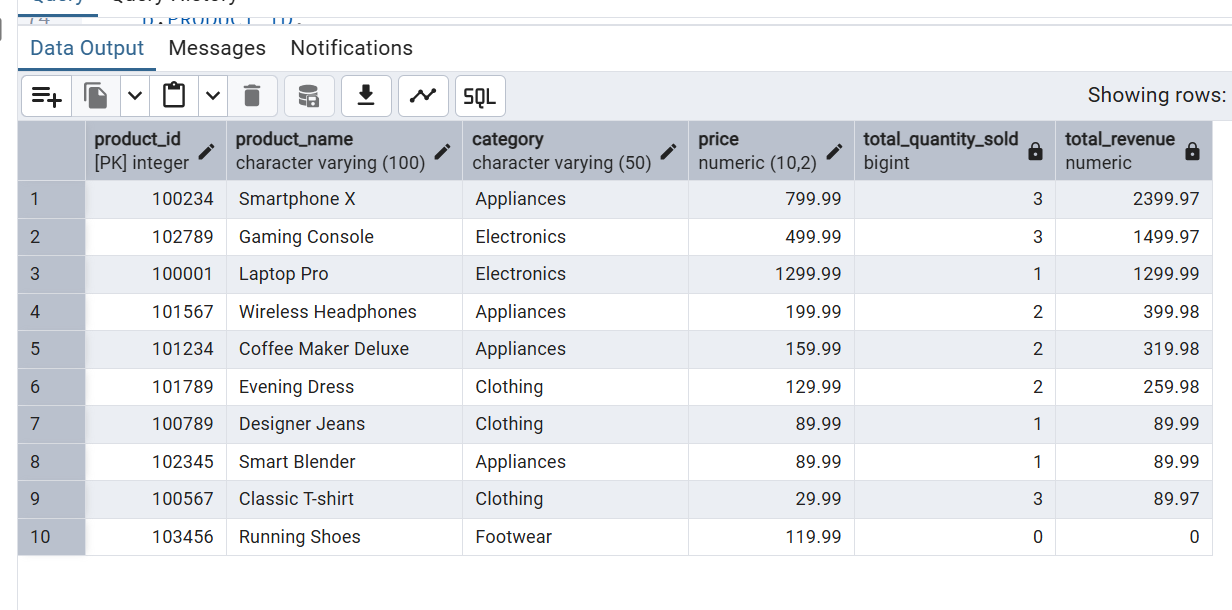 Query Query History
74 p.PRODUCT_ID,
Data Output Messages Notifications
SQL Showing rows:
product_id product_name category price total_quantity_sold total_revenue
[PK] integer character varying (100) character varying (50) numeric (10,2) bigint numeric
1 100234 Smartphone X Appliances 799.99 3 2399.97
2 102789 Gaming Console Electronics 499.99 3 1499.97
3 100001 Laptop Pro Electronics 1299.99 1 1299.99
4 101567 Wireless Headphones Appliances 199.99 2 399.98
5 101234 Coffee Maker Deluxe Appliances 159.99 2 319.98
6 101789 Evening Dress Clothing 129.99 2 259.98
7 100789 Designer Jeans Clothing 89.99 1 89.99
8 102345 Smart Blender Appliances 89.99 1 89.99
9 100567 Classic T-shirt Clothing 29.99 3 89.97
10 103456 Running Shoes Footwear 119.99 0 0